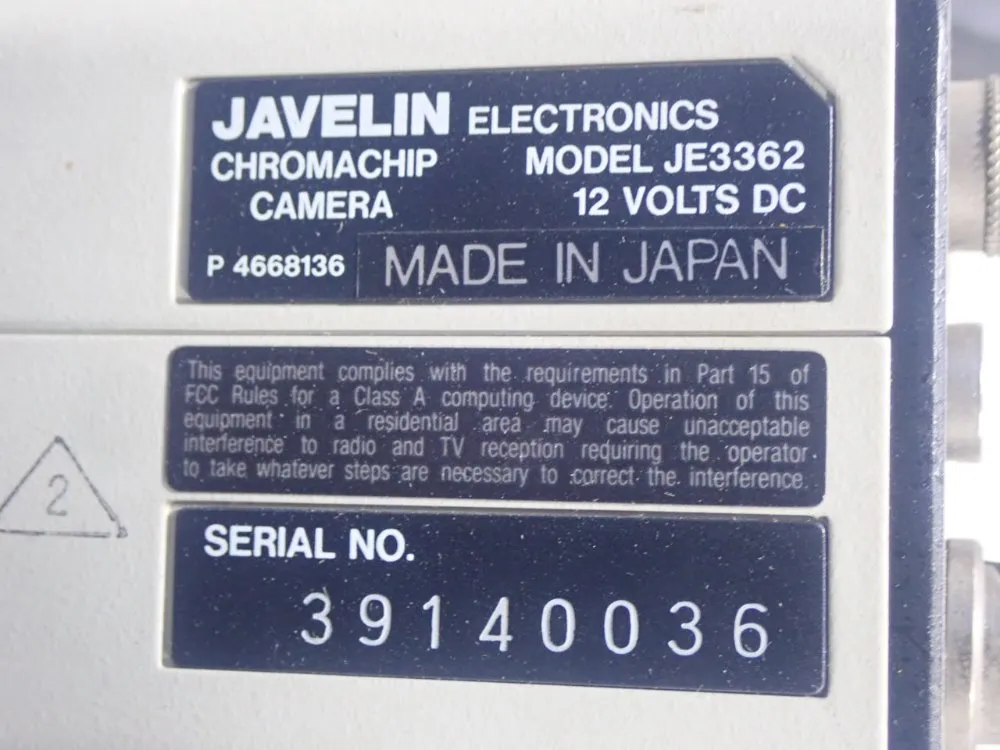 JAVELIN ELECTRONICS
CHROMACHIP MODEL JE3362
CAMERA 12 VOLTS DC
P 4668136 MADE IN JAPAN
This equipment complies with the requirements in Part 15 of
FCC Rules for a Class A computing device. Operation of this
equipment in a residential area may cause unacceptable
interference to radio and TV reception requiring the operator
to take whatever steps are necessary to correct the interference.
2
SERIAL NO.
39140036